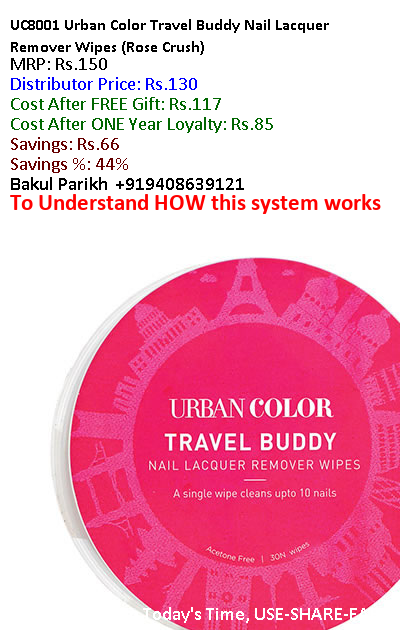 UC8001 Urban Color Travel Buddy Nail Lacquer
Remover Wipes (Rose Crush)
MRP: Rs.150
Distributor Price: Rs.130
Cost After FREE Gift: Rs.117
Cost After ONE Year Loyalty: Rs.85
Savings: Rs.66
Savings %: 44%
Bakul Parikh +919408639121
To Understand HOW this system works
URBAN COLOR
TRAVEL BUDDY
NAIL LACQUER REMOVER WIPES
A single wipe cleans upto 10 nails
Acetone Free | 30N wipes
Today's Time, USE-SHARE-EA